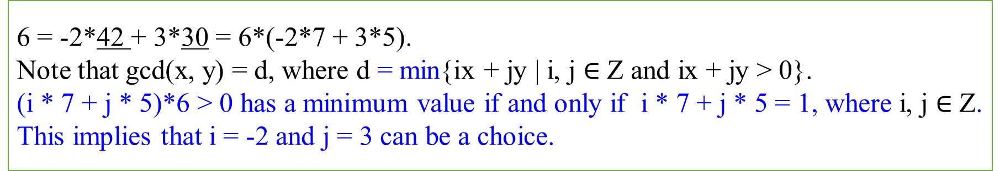 6 = -2*42 + 3*30 = 6*(-2*7 + 3*5).
Note that gcd(x, y) = d, where d = min{ix + jy | i, j ∈ Z and ix + jy > 0}.
(i * 7 + j * 5)*6 > 0 has a minimum value if and only if i * 7 + j * 5 = 1, where i, j ∈ Z.
This implies that i = -2 and j = 3 can be a choice.